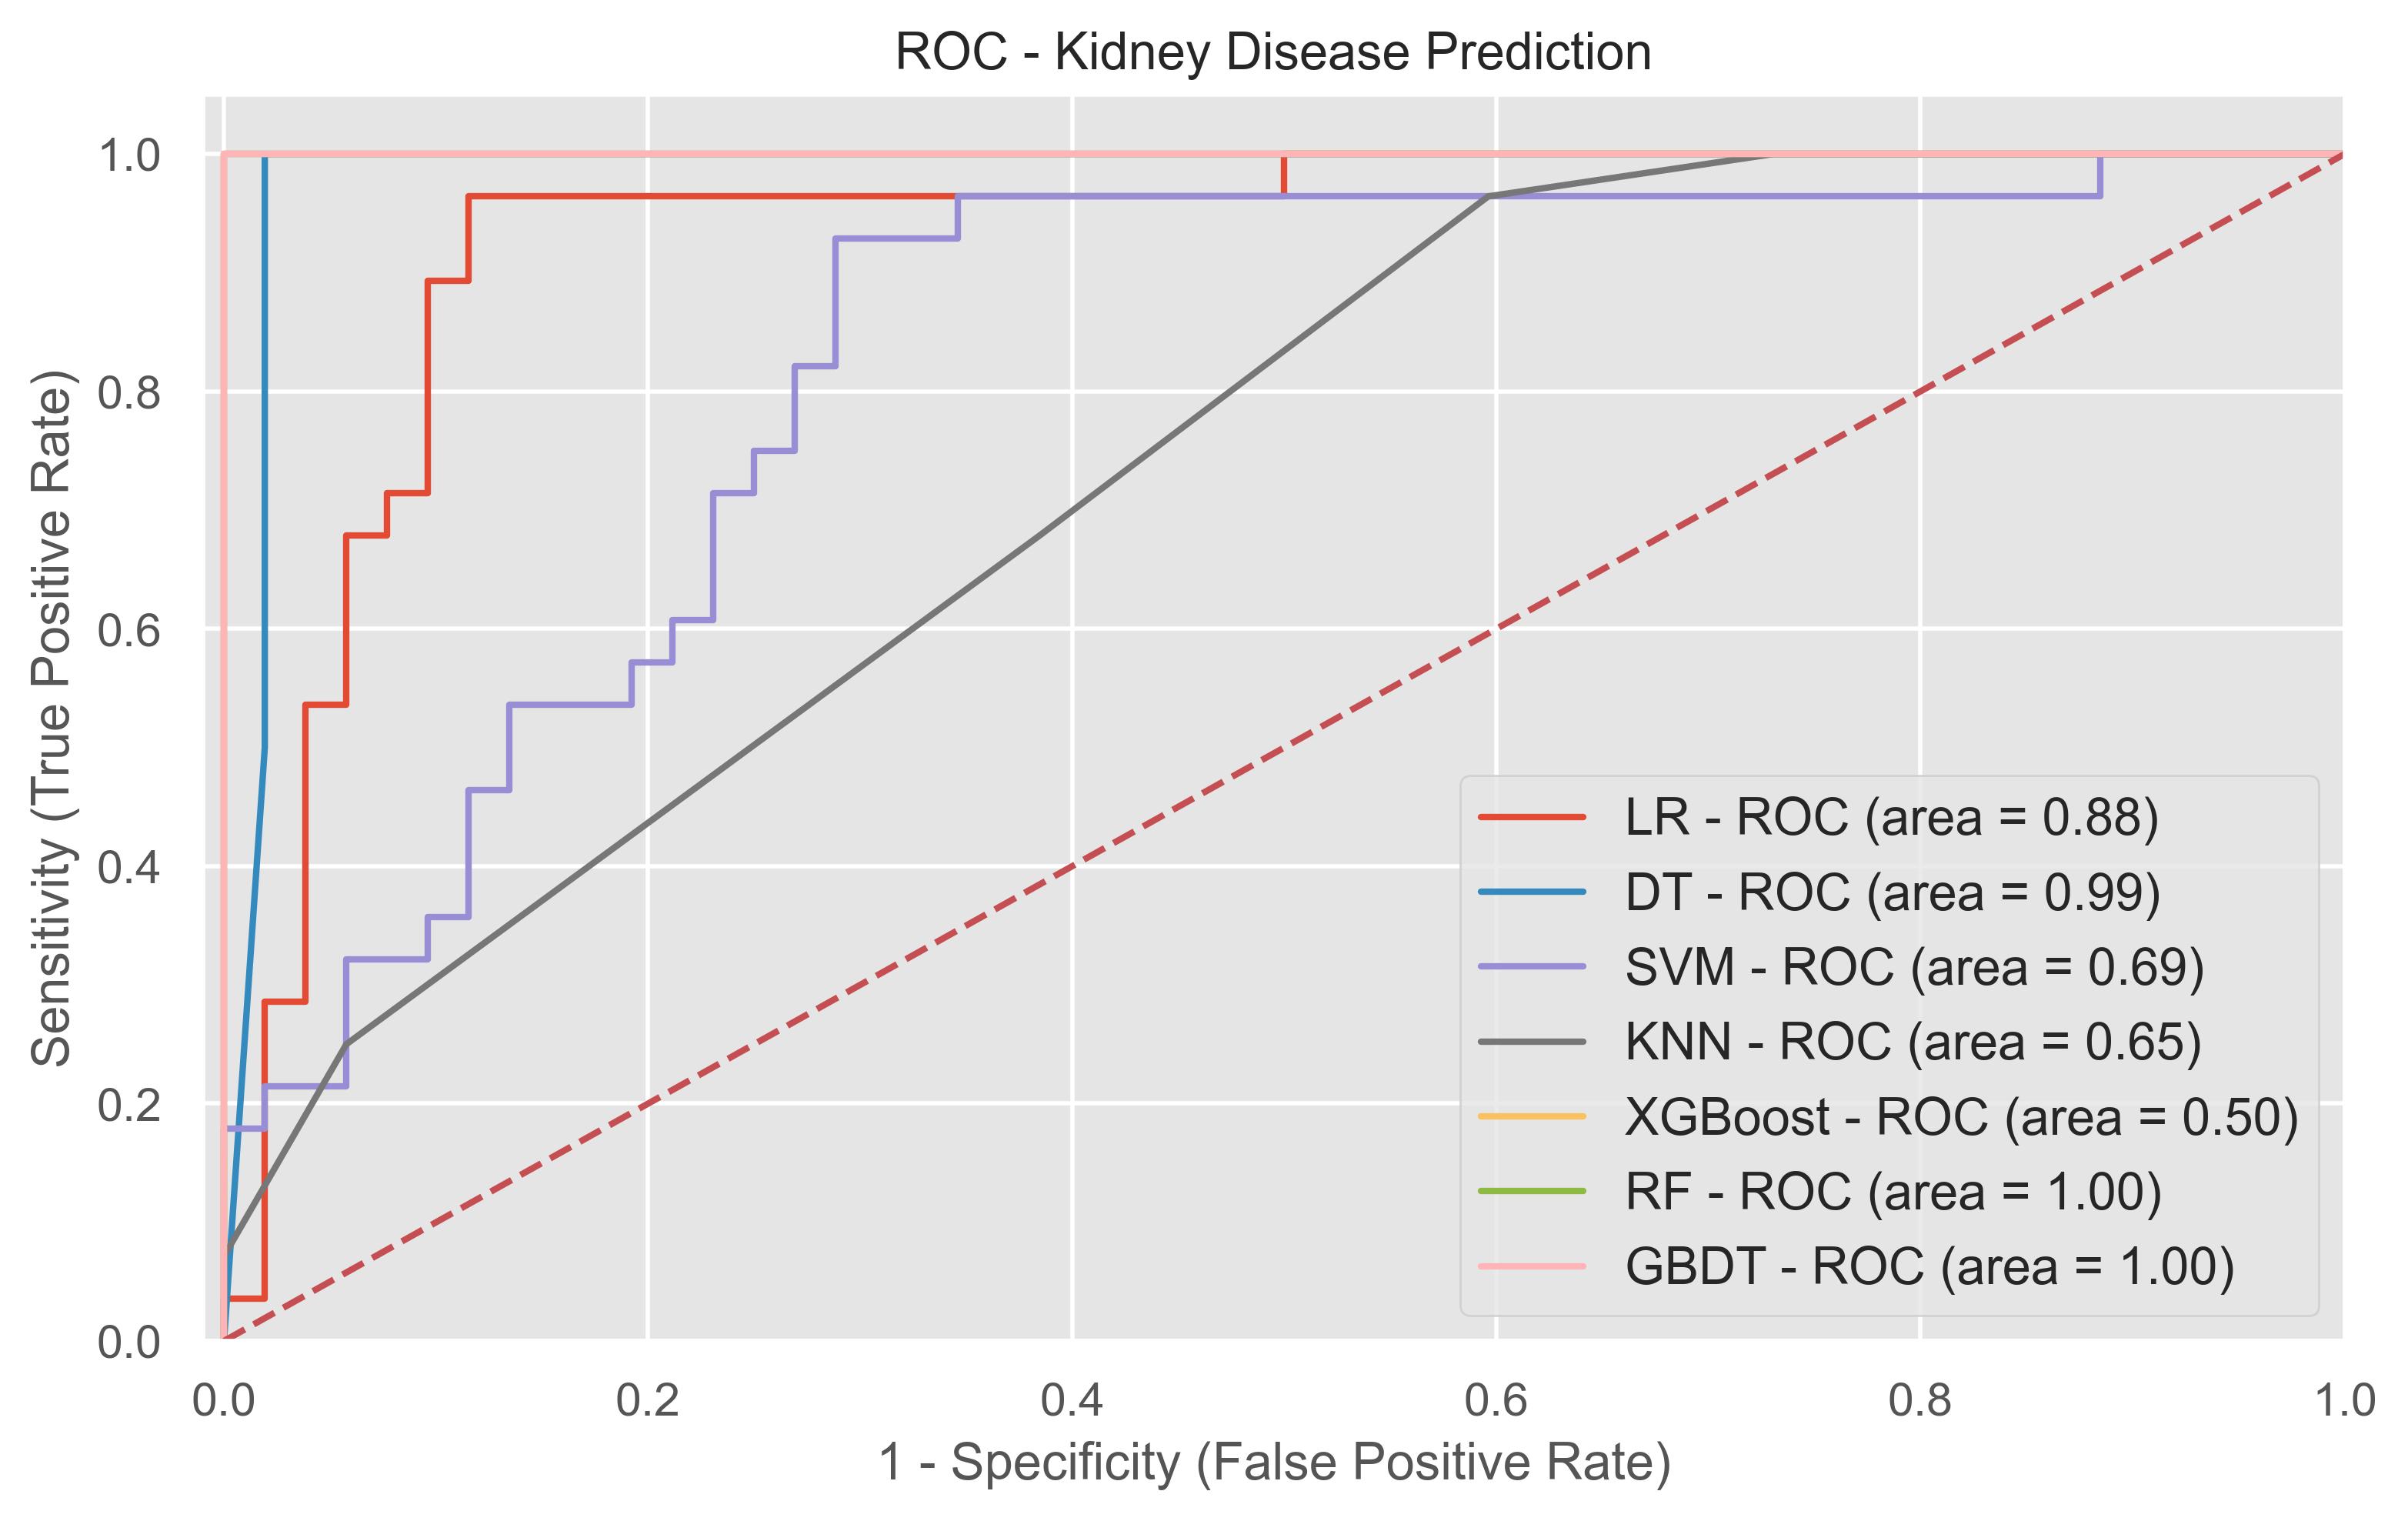 ROC - Kidney Disease Prediction
1.0
0.8
0.6
0.4
0.2
0.0
Sensitivity (True Positive Rate)
LR - ROC (area = 0.88)
DT - ROC (area = 0.99)
SVM - ROC (area = 0.69)
KNN - ROC (area = 0.65)
XGBoost - ROC (area = 0.50)
RF - ROC (area = 1.00)
GBDT - ROC (area = 1.00)
0.0 0.2 0.4 0.6 0.8 1.0
1 - Specificity (False Positive Rate)